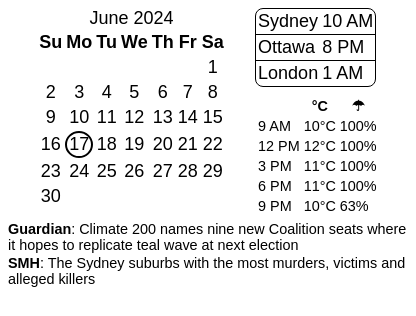 June 2024
Su Mo Tu We Th Fr Sa
1
2 3 4 5 6 7 8
9 10 11 12 13 14 15
16 17 18 19 20 21 22
23 24 25 26 27 28 29
30
Sydney 10 AM
Ottawa 8 PM
London 1 AM
°C ☂
9 AM 10°C 100%
12 PM 12°C 100%
3 PM 11°C 100%
6 PM 11°C 100%
9 PM 10°C 63%
Guardian: Climate 200 names nine new Coalition seats where
it hopes to replicate teal wave at next election
SMH: The Sydney suburbs with the most murders, victims and
alleged killers